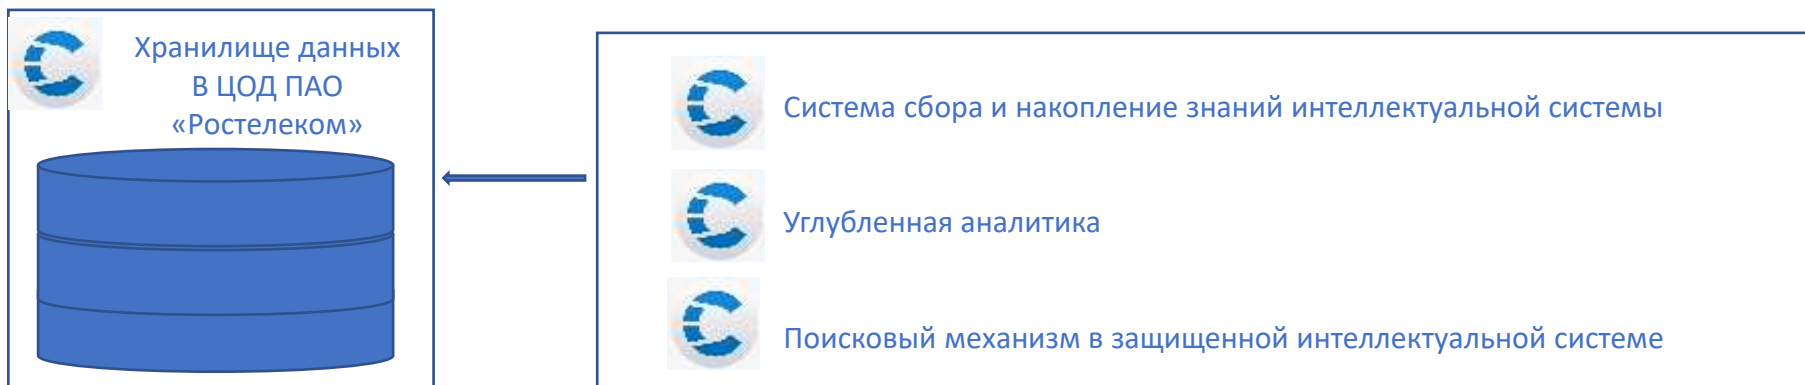 Хранилище данных
В ЦОД ПАО
«Ростелеком»
Система сбора и накопление знаний интеллектуальной системы
Углубленная аналитика
Поисковый механизм в защищенной интеллектуальной системе